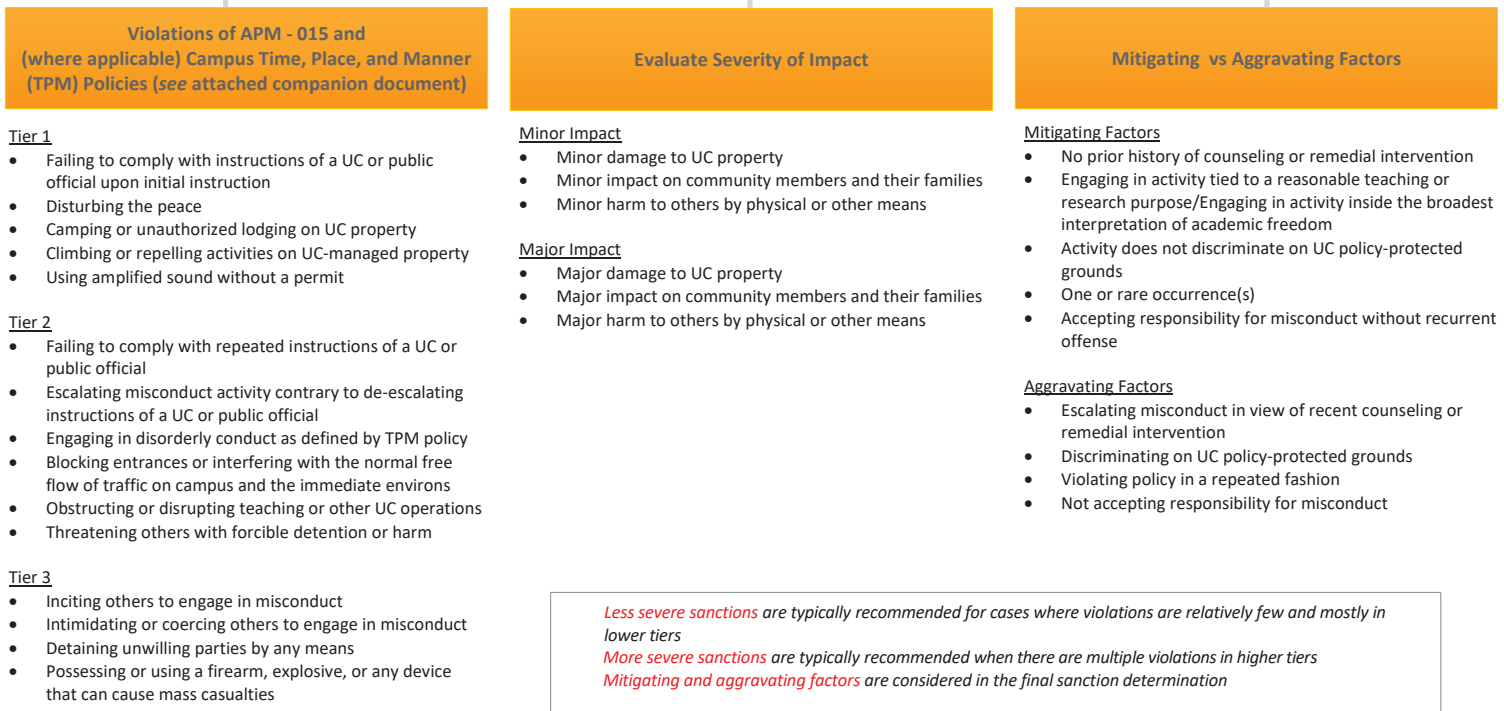 Violations of APM - 015 and
(where applicable) Campus Time, Place, and Manner
(TPM) Policies (see attached companion document)
Tier 1
• Failing to comply with instructions of a UC or public
official upon initial instruction
• Disturbing the peace
• Camping or unauthorized lodging on UC property
• Climbing or repelling activities on UC-managed property
• Using amplified sound without a permit
Tier 2
• Failing to comply with repeated instructions of a UC or
public official
• Escalating misconduct activity contrary to de-escalating
instructions of a UC or public official
• Engaging in disorderly conduct as defined by TPM policy
• Blocking entrances or interfering with the normal free
flow of traffic on campus and the immediate environs
• Obstructing or disrupting teaching or other UC operations
• Threatening others with forcible detention or harm
Tier 3
• Inciting others to engage in misconduct
• Intimidating or coercing others to engage in misconduct
• Detaining unwilling parties by any means
• Possessing or using a firearm, explosive, or any device
that can cause mass casualties
Evaluate Severity of Impact
Minor Impact
• Minor damage to UC property
• Minor impact on community members and their families
• Minor harm to others by physical or other means
Major Impact
• Major damage to UC property
• Major impact on community members and their families
• Major harm to others by physical or other means
Mitigating vs Aggravating Factors
Mitigating Factors
• No prior history of counseling or remedial intervention
• Engaging in activity tied to a reasonable teaching or
research purpose/Engaging in activity inside the broadest
interpretation of academic freedom
• Activity does not discriminate on UC policy-protected
grounds
• One or rare occurrence(s)
• Accepting responsibility for misconduct without recurrent
offense
Aggravating Factors
• Escalating misconduct in view of recent counseling or
remedial intervention
• Discriminating on UC policy-protected grounds
• Violating policy in a repeated fashion
• Not accepting responsibility for misconduct
Less severe sanctions are typically recommended for cases where violations are relatively few and mostly in
lower tiers
More severe sanctions are typically recommended when there are multiple violations in higher tiers
Mitigating and aggravating factors are considered in the final sanction determination